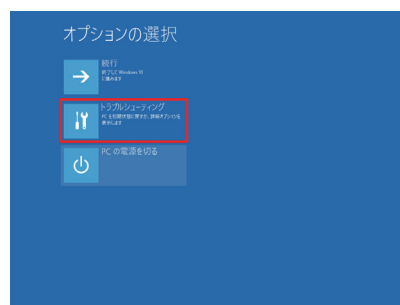 オプションの選択
続行
終了して Windows 10
に進みます
トラブルシューティング
PC を初期状態に戻すか、詳細オプションを
表示します
PC の電源を切る